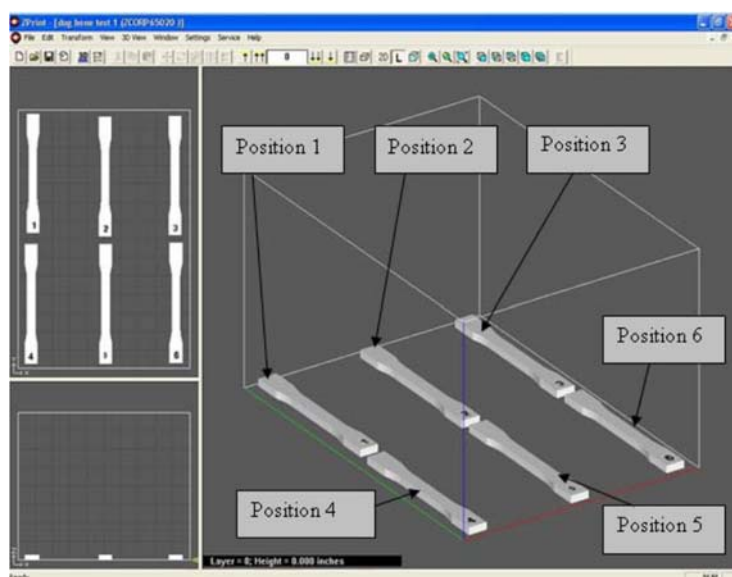 ZPrint - [dog bone test 1 (ZCORP65020 )]
File Edit Transform View 3D View Window Settings Service Help
0
2D
Position 1
Position 2
Position 3
Position 6
Position 4
Position 5
1
2
3
4
6
Layer = 0; Height = 0.000 inches